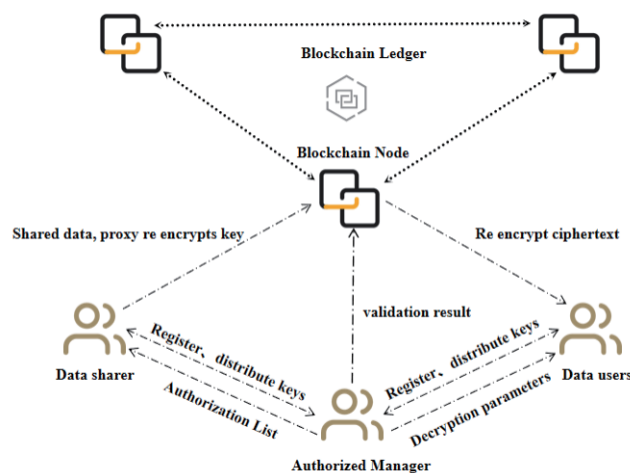 Blockchain Ledger
Blockchain Node
Shared data, proxy re encrypts key
Re encrypt ciphertext
validation result
Register、distribute keys
Register、distribute keys
Data sharer
Data users
Authorization List
Decryption parameters
Authorized Manager